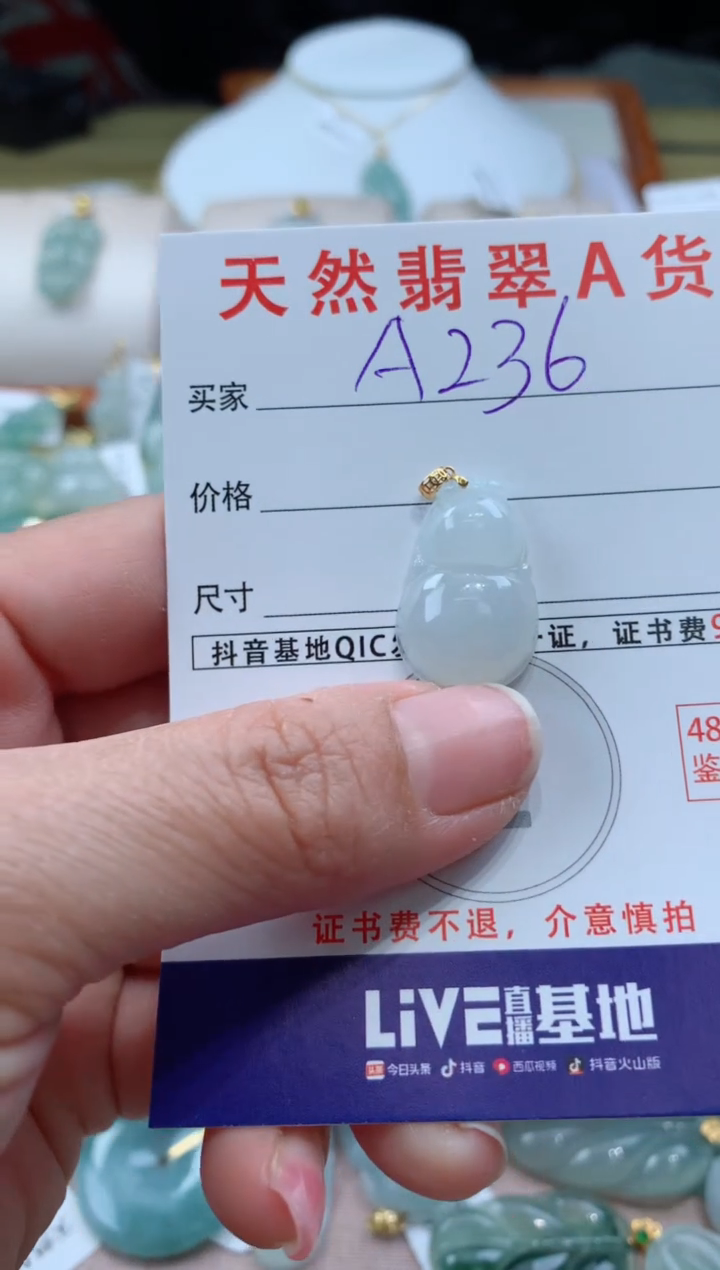 天然翡翠A货
A236
买家
价格
尺寸
抖音基地QIC
证，证书费9
48
鉴
证书费不退，介意慎拍
LiVE直播基地
头条 今日头条 抖音 西瓜视频 抖音火山版